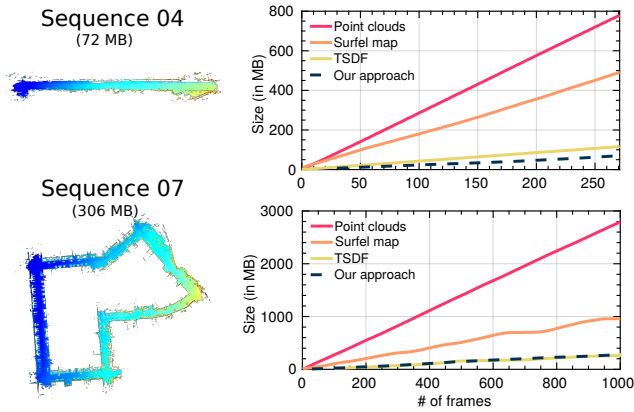 Sequence 04
(72 MB)
800
600
400
200
0
Size (in MB)
Point clouds
Surfel map
TSDF
Our approach
0 50 100 150 200 250
Sequence 07
(306 MB)
3000
2000
1000
0
Size (in MB)
Point clouds
Surfel map
TSDF
Our approach
0 200 400 600 800 1000
# of frames